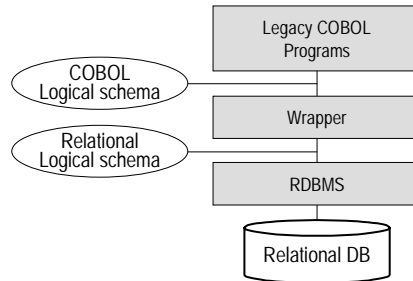 Legacy COBOL
Programs
COBOL
Logical schema
Wrapper
Relational
Logical schema
RDBMS
Relational DB